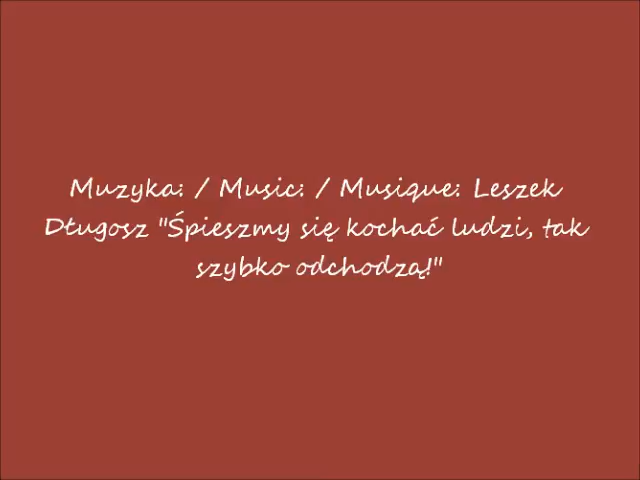 Muzyka: / Music: / Musique: Leszek
Długosz "Śpieszmy się kochać ludzi, tak
szybko odchodzą!"